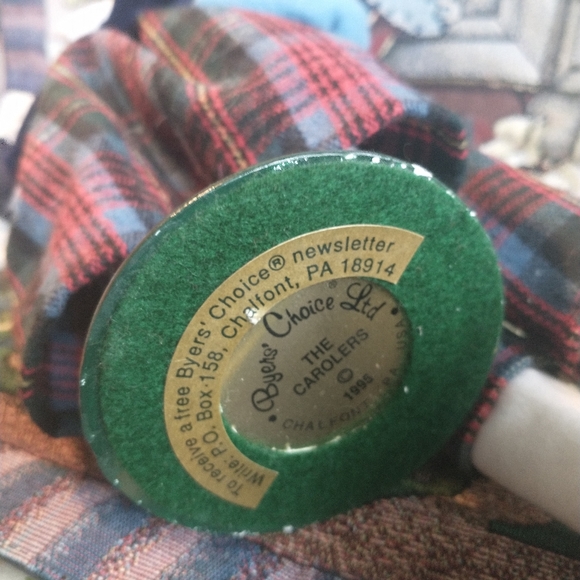 To receive a free Byers' Choice® newsletter
Write: P.O. Box 158, Chalfont, PA 18914
Byers' Choice Ltd
®
THE
CAROLERS
©
1995
CHALFONT PA USA